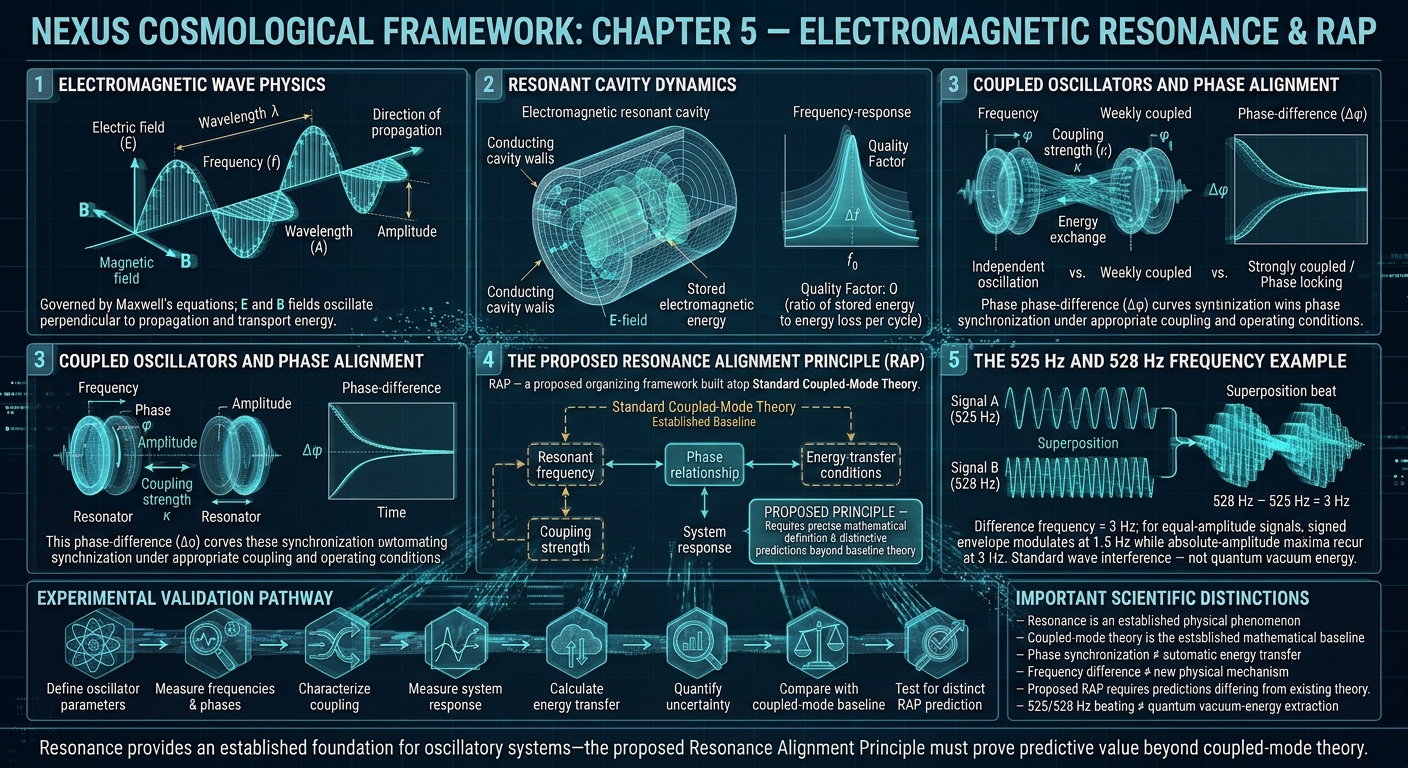 NEXUS COSMOLOGICAL FRAMEWORK: CHAPTER 5 — ELECTROMAGNETIC RESONANCE & RAP
1 ELECTROMAGNETIC WAVE PHYSICS
Wavelength λ
Direction of
propagation
Electric field
(E)
Frequency (f)
B
Wavelength
(A)
Amplitude
Magnetic
field
B
Governed by Maxwell's equations; E and B fields oscillate
perpendicular to propagation and transport energy.
2 RESONANT CAVITY DYNAMICS
Electromagnetic resonant cavity
Frequency-response
Conducting
cavity walls
Quality
Factor
Δf
f₀
Conducting
cavity walls
E-field
Stored
electromagnetic
energy
Quality Factor: O
(ratio of stored energy
to energy loss per cycle)
3 COUPLED OSCILLATORS AND PHASE ALIGNMENT
Frequency
Weekly coupled
Phase-difference (Δφ)
φ
Coupling
strength (κ)
κ
φ
Δφ
Energy
exchange
Independent
oscillation
vs.
Weekly coupled
vs.
Strongly coupled /
Phase locking
Phase phase-difference (Δφ) curves syntinization wins phase
synchronization under appropriate coupling and operating conditions.
3 COUPLED OSCILLATORS AND PHASE ALIGNMENT
Frequency
Phase
φ
Amplitude
Amplitude
Phase-difference
Δφ
Coupling
strength
κ
Resonator
Resonator
Time
This phase-difference (Δo) corves these synchronization owtomating
synchnization under appropriate coupling and operating conditions.
4 THE PROPOSED RESONANCE ALIGNMENT PRINCIPLE (RAP)
RAP — a proposed organizing framework built atop Standard Coupled-Mode Theory.
Standard Coupled-Mode Theory
Established Baseline
Resonant
frequency
Phase
relationship
Energy-transfer
conditions
Coupling
strength
System
response
PROPOSED PRINCIPLE —
Requires precise mathematical
definition & distinctive
predictions bayond baseline theory
5 THE 525 Hz AND 528 Hz FREQUENCY EXAMPLE
Signal A
(525 Hz)
Superposition beat
Superposition
Signal B
(528 Hz)
528 Hz − 525 Hz = 3 Hz
Difference frequency = 3 Hz; for equal-amplitude signals, signed
envelope modulates at 1.5 Hz while absolute-amplitude maxima recur
at 3 Hz. Standard wave interference — not quantum vacuum energy.
EXPERIMENTAL VALIDATION PATHWAY
Define oscillator
parameters
Measure frequencies
& phases
Characterize
coupling
Measure system
response
Calculate
energy transfer
Quantify
uncertainty
Compare with
coupled-mode baseline
Test for distinct
RAP prediction
IMPORTANT SCIENTIFIC DISTINCTIONS
– Resonance is an established physical phenomenon
– Coupled-mode theory is the established mathematical baseline
– Phase synchronization ≠ automatic energy transfer
– Frequency difference ≠ new physical mechanism
– Proposed RAP requires predictions differing from existing theory.
– 525/528 Hz beating ≠ quantum vacuum-energy extraction
Resonance provides an established foundation for oscillatory systems—the proposed Resonance Alignment Principle must prove predictive value beyond coupled-mode theory.